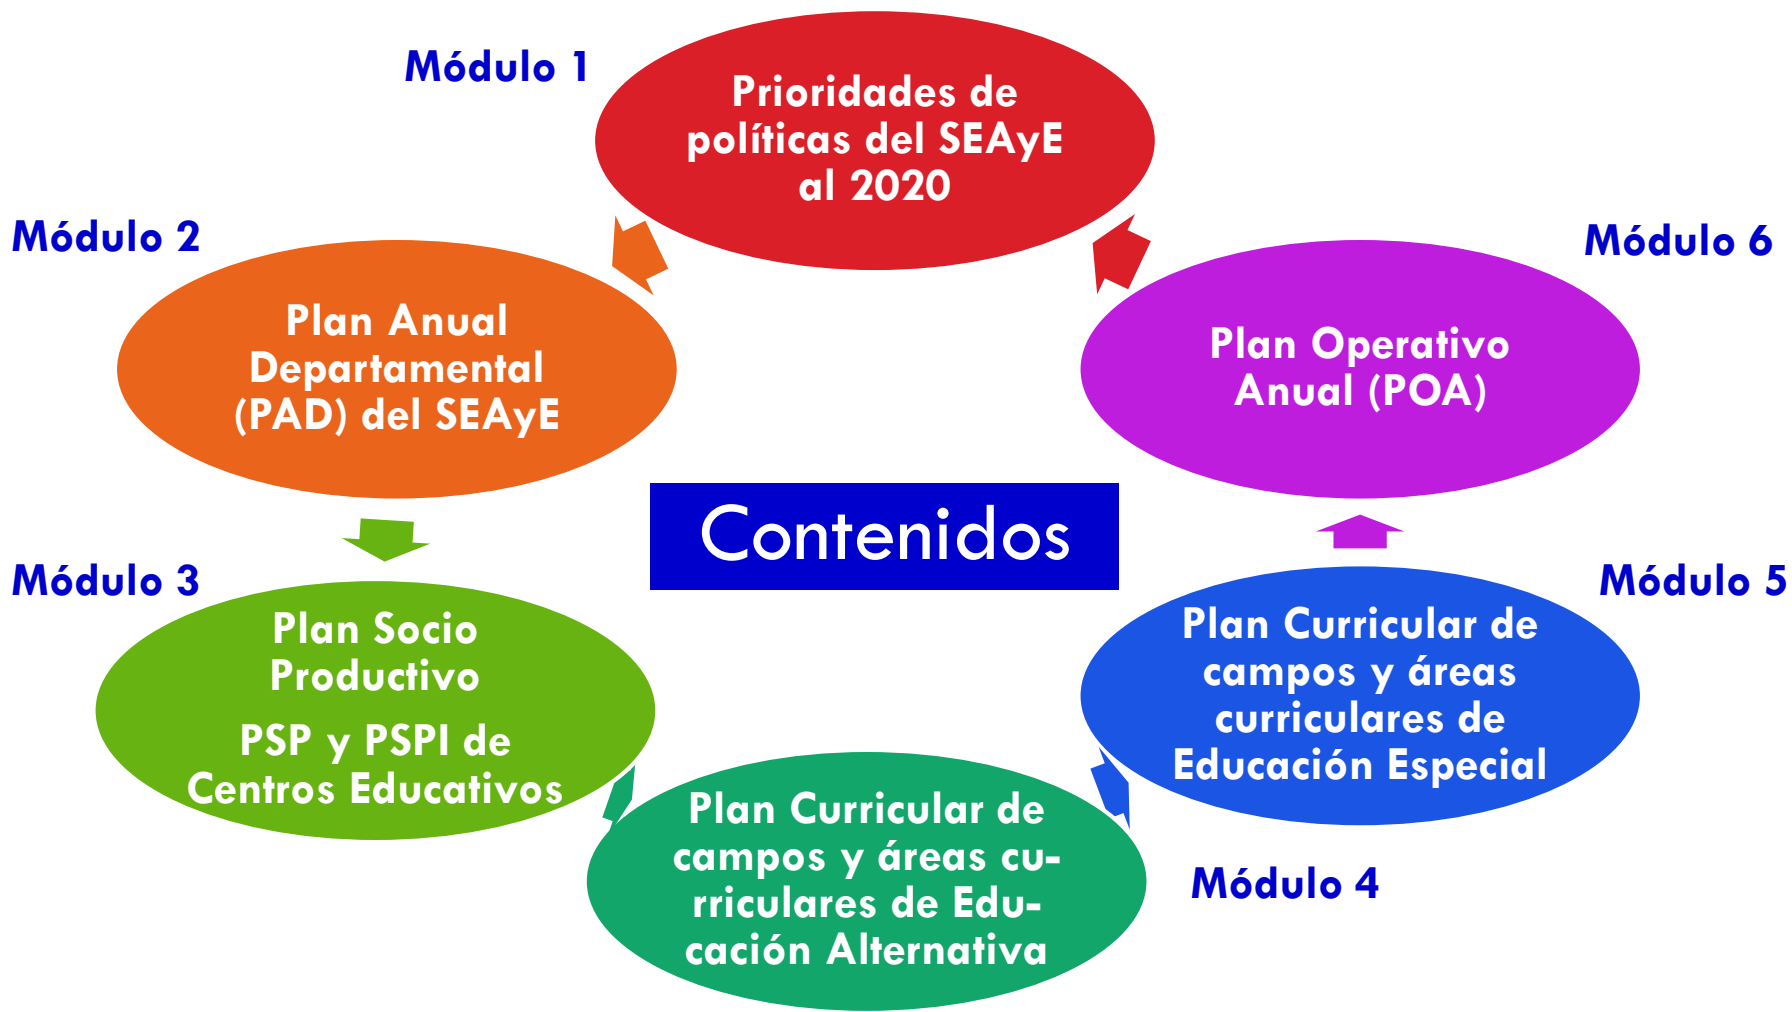 Módulo 1
Prioridades de
políticas del SEAyE
al 2020
Módulo 2
Plan Anual
Departamental
(PAD) del SEAyE
Módulo 3
Plan Socio
Productivo
PSP y PSPI de
Centros Educativos
Contenidos
Plan Curricular de
campos y áreas cu-
rriculares de Edu-
cación Alternativa
Módulo 4
Módulo 5
Plan Curricular de
campos y áreas
curriculares de
Educación Especial
Módulo 6
Plan Operativo
Anual (POA)